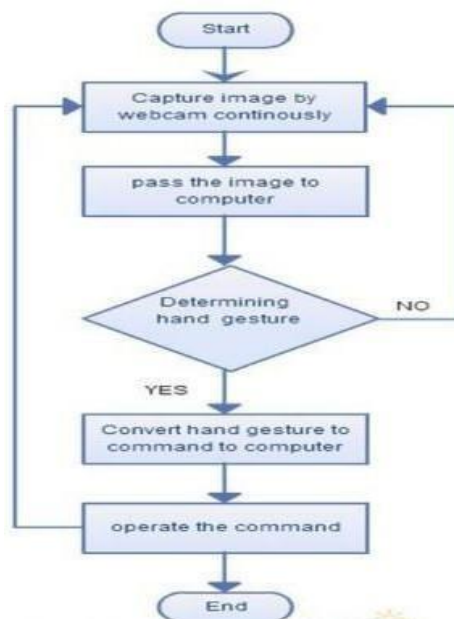 Start
Capture image by
webcam continously
pass the image to
computer
Determining
hand gesture
NO
YES
Convert hand gesture to
command to computer
operate the command
End